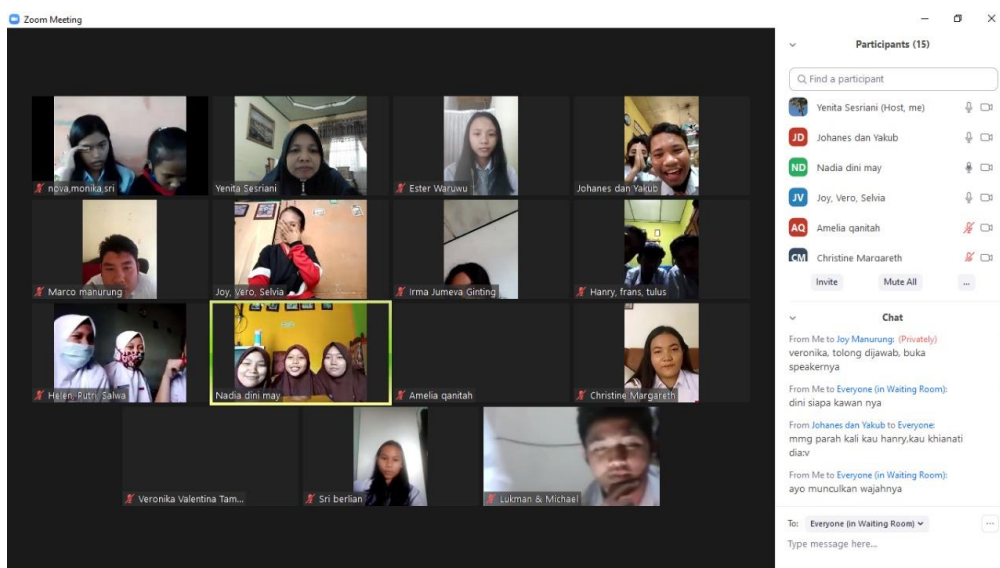 Zoom Meeting
nova,monika,sri
Yenita Sesriani
Ester Waruwu
Johanes dan Yakub
Marco manurung
Joy, Vero, Selvia
Irma Jumeva Ginting
Hanry, frans, tulus
Helen, Putri, Salwa
Nadia dini may
Amelia qanitah
Christine Margareth
Veronika Valentina Tam...
Sri berlian
Lukman & Michael
Participants (15)
Find a participant
Yenita Sesriani (Host, me)
JD Johanes dan Yakub
ND Nadia dini may
JV Joy, Vero, Selvia
AQ Amelia qanitah
CM Christine Margareth
Invite Mute All ...
Chat
From Me to Joy Manurung: (Privately)
veronika, tolong dijawab, buka
speakernya
From Me to Everyone (in Waiting Room):
dini siapa kawan nya
From Johanes dan Yakub to Everyone:
mmg parah kali kau hanry,kau khianati
dia:v
From Me to Everyone (in Waiting Room):
ayo munculkan wajahnya
To: Everyone (in Waiting Room)
Type message here...